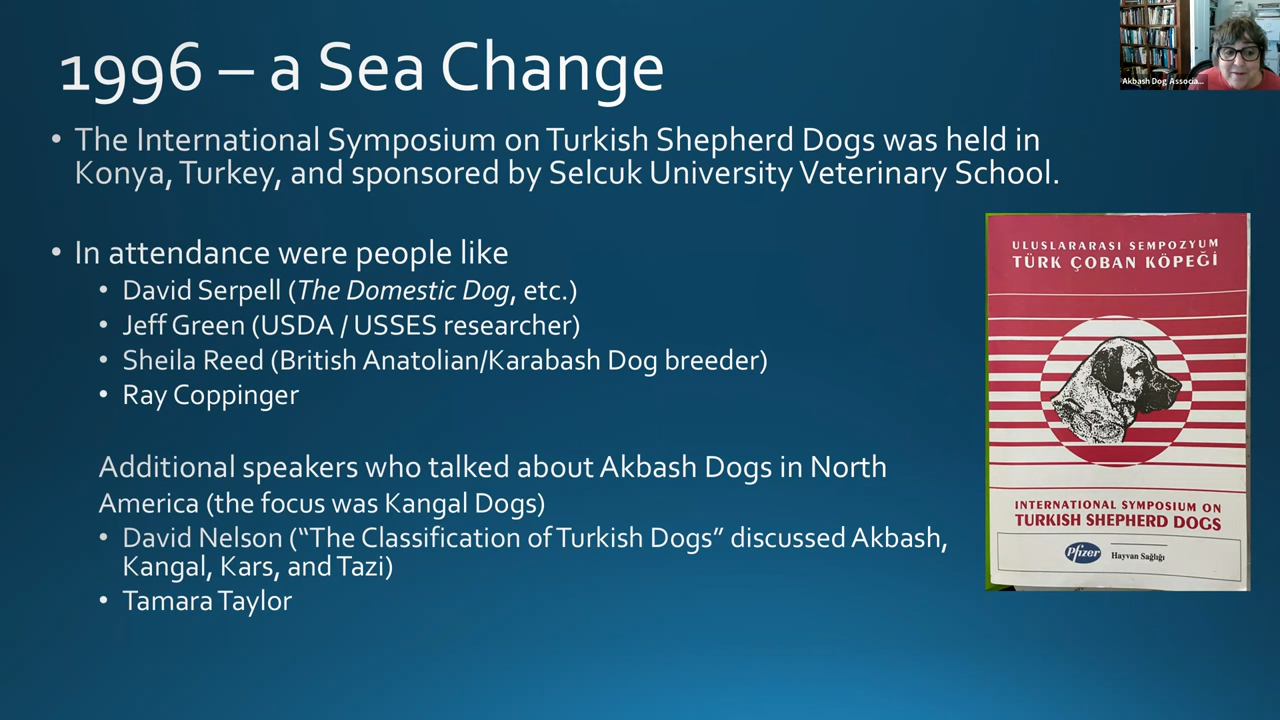 1996 – a Sea Change
Akbash Dog Associa...
• The International Symposium on Turkish Shepherd Dogs was held in
Konya, Turkey, and sponsored by Selcuk University Veterinary School.
• In attendance were people like
• David Serpell (The Domestic Dog, etc.)
• Jeff Green (USDA / USSES researcher)
• Sheila Reed (British Anatolian/Karabash Dog breeder)
• Ray Coppinger
Additional speakers who talked about Akbash Dogs in North
America (the focus was Kangal Dogs)
• David Nelson (“The Classification of Turkish Dogs” discussed Akbash,
Kangal, Kars, and Tazi)
• Tamara Taylor
ULUSLARARASI SEMPOZYUM
TÜRK ÇOBAN KÖPEĞİ
INTERNATIONAL SYMPOSIUM ON
TURKISH SHEPHERD DOGS
Pfizer
Hayvan Sağlığı